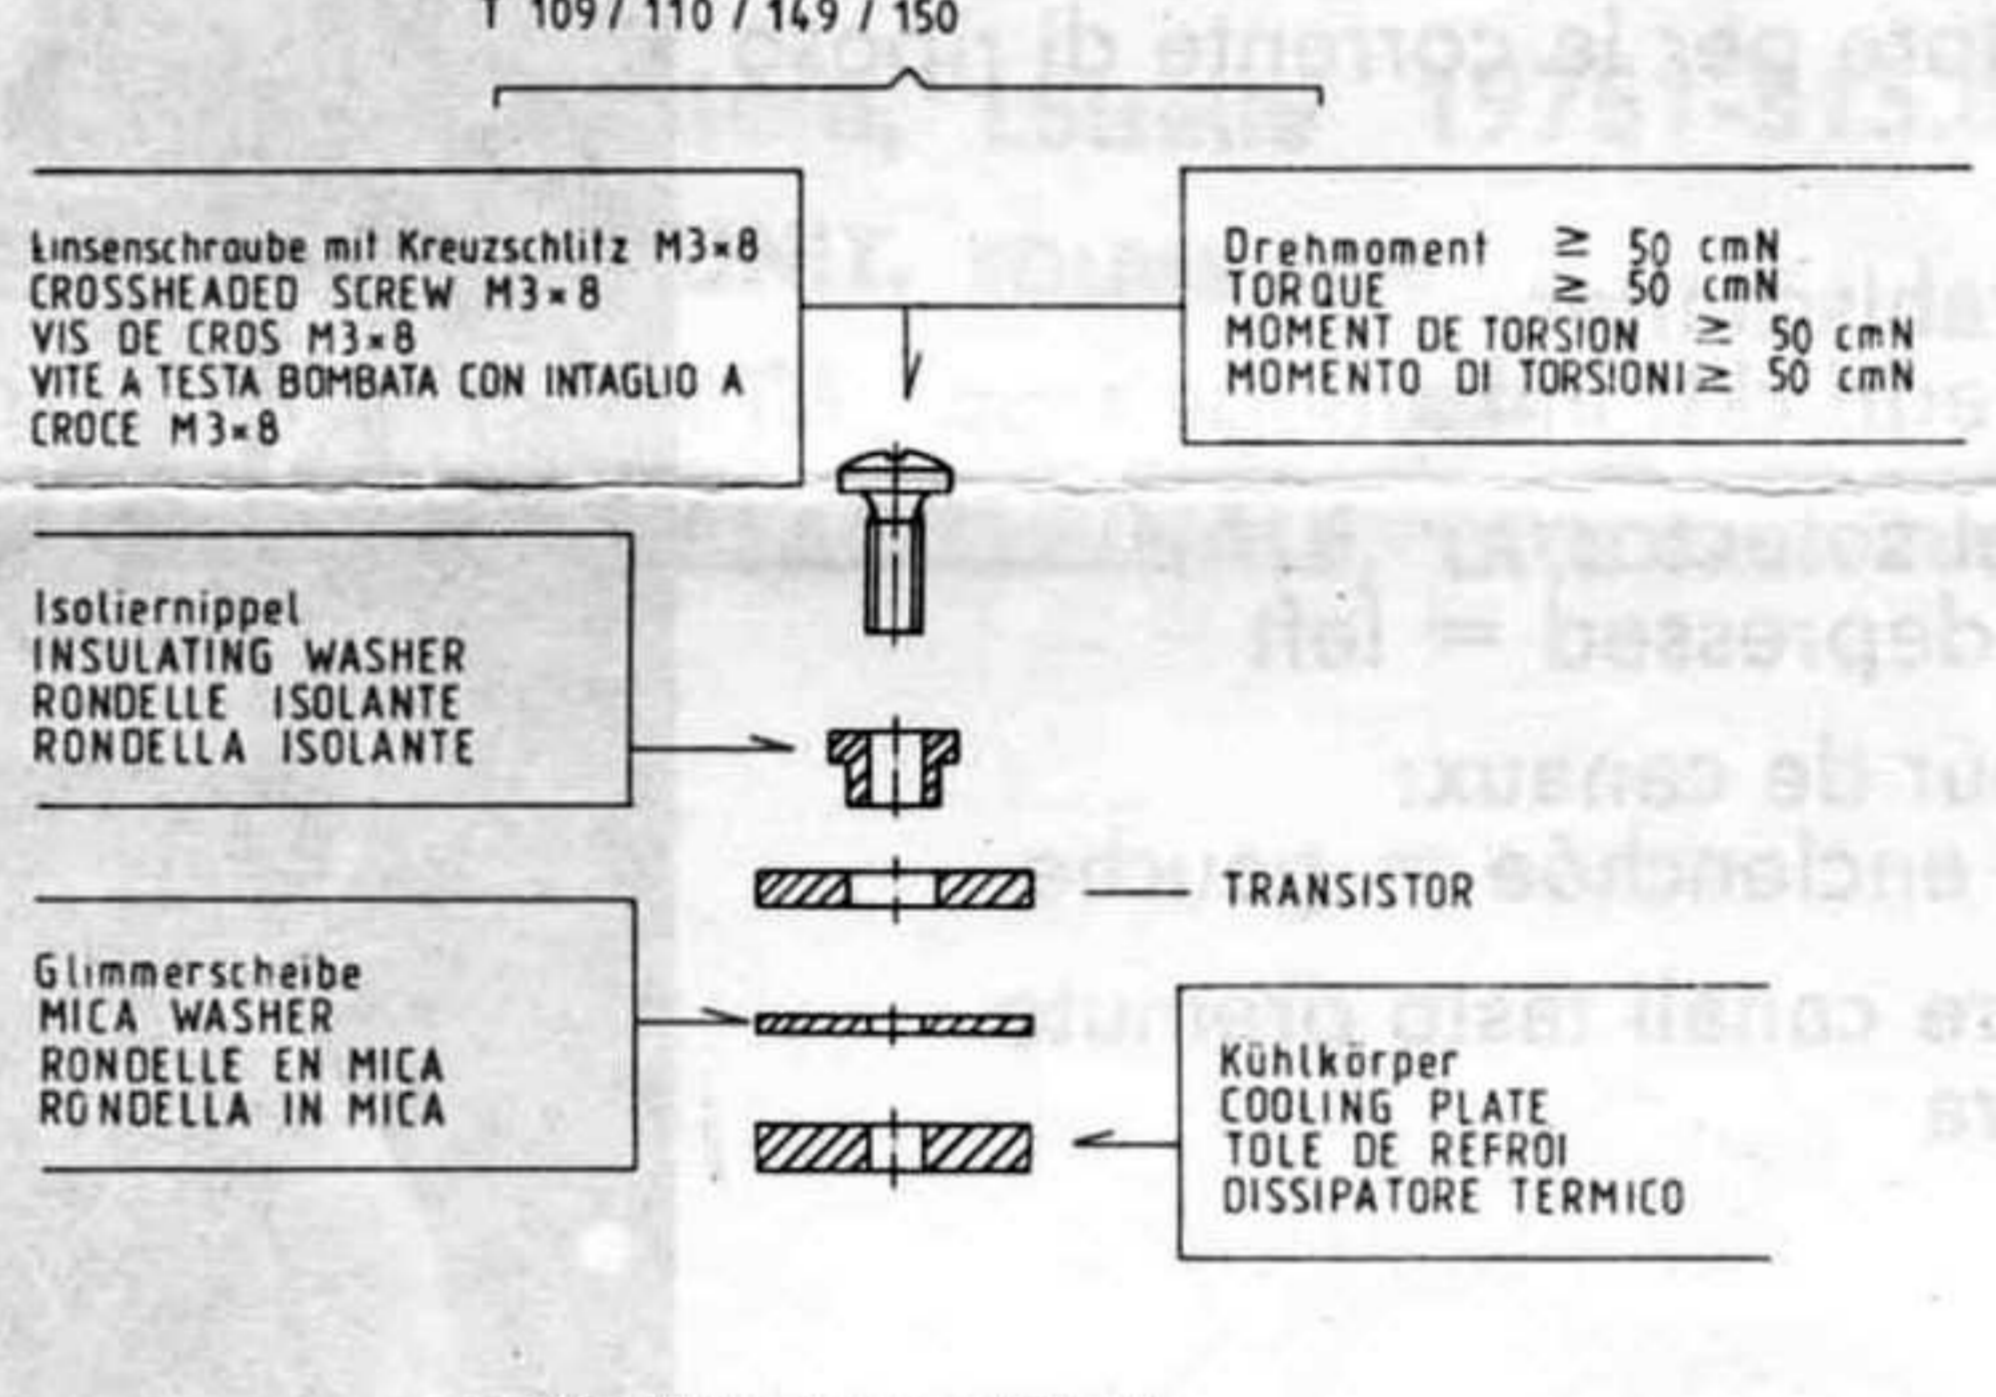 T 109 / 110 / 149 / 150
Linsenschraube mit Kreuzschlitz M3×8
CROSSHEADED SCREW M3×8
VIS DE CROS M3×8
VITE A TESTA BOMBATA CON INTAGLIO A
CROCE M3×8
Drehmoment ≥ 50 cmN
TORQUE ≥ 50 cmN
MOMENT DE TORSION ≥ 50 cmN
MOMENTO DI TORSIONI ≥ 50 cmN
Isoliernippel
INSULATING WASHER
RONDELLE ISOLANTE
RONDELLA ISOLANTE
TRANSISTOR
Glimmerscheibe
MICA WASHER
RONDELLE EN MICA
RONDELLA IN MICA
Kühlkörper
COOLING PLATE
TOLE DE REFROI
DISSIPATORE TERMICO